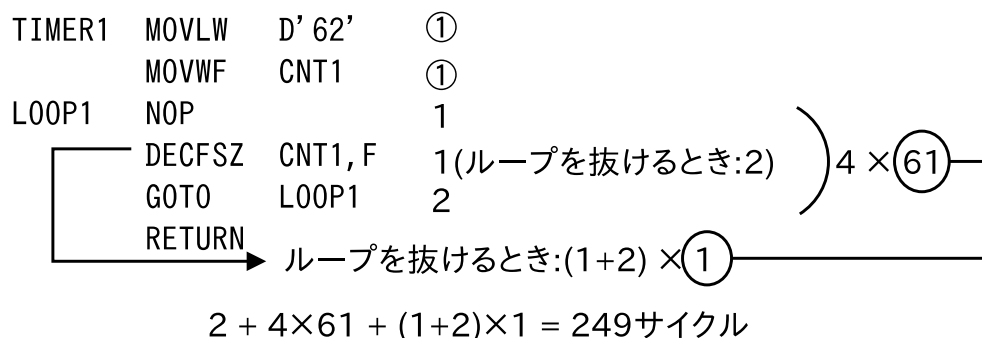 TIMER1 MOVLW D'62' ①
MOVWF CNT1 ①
LOOP1 NOP 1
DECFSZ CNT1,F 1(ループを抜けるとき:2)
4 ×61
GOTO LOOP1 2
RETURN
ループを抜けるとき:(1+2) ×1
2 + 4×61 + (1+2)×1 = 249サイクル